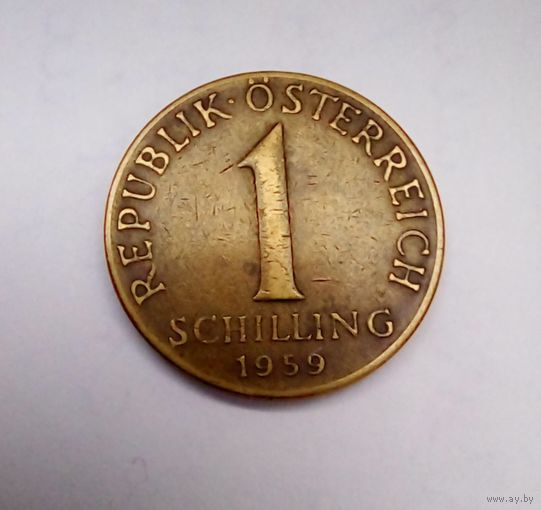 REPUBLIK · ÖSTERREICH
1
SCHILLING
1959
www.ay.by